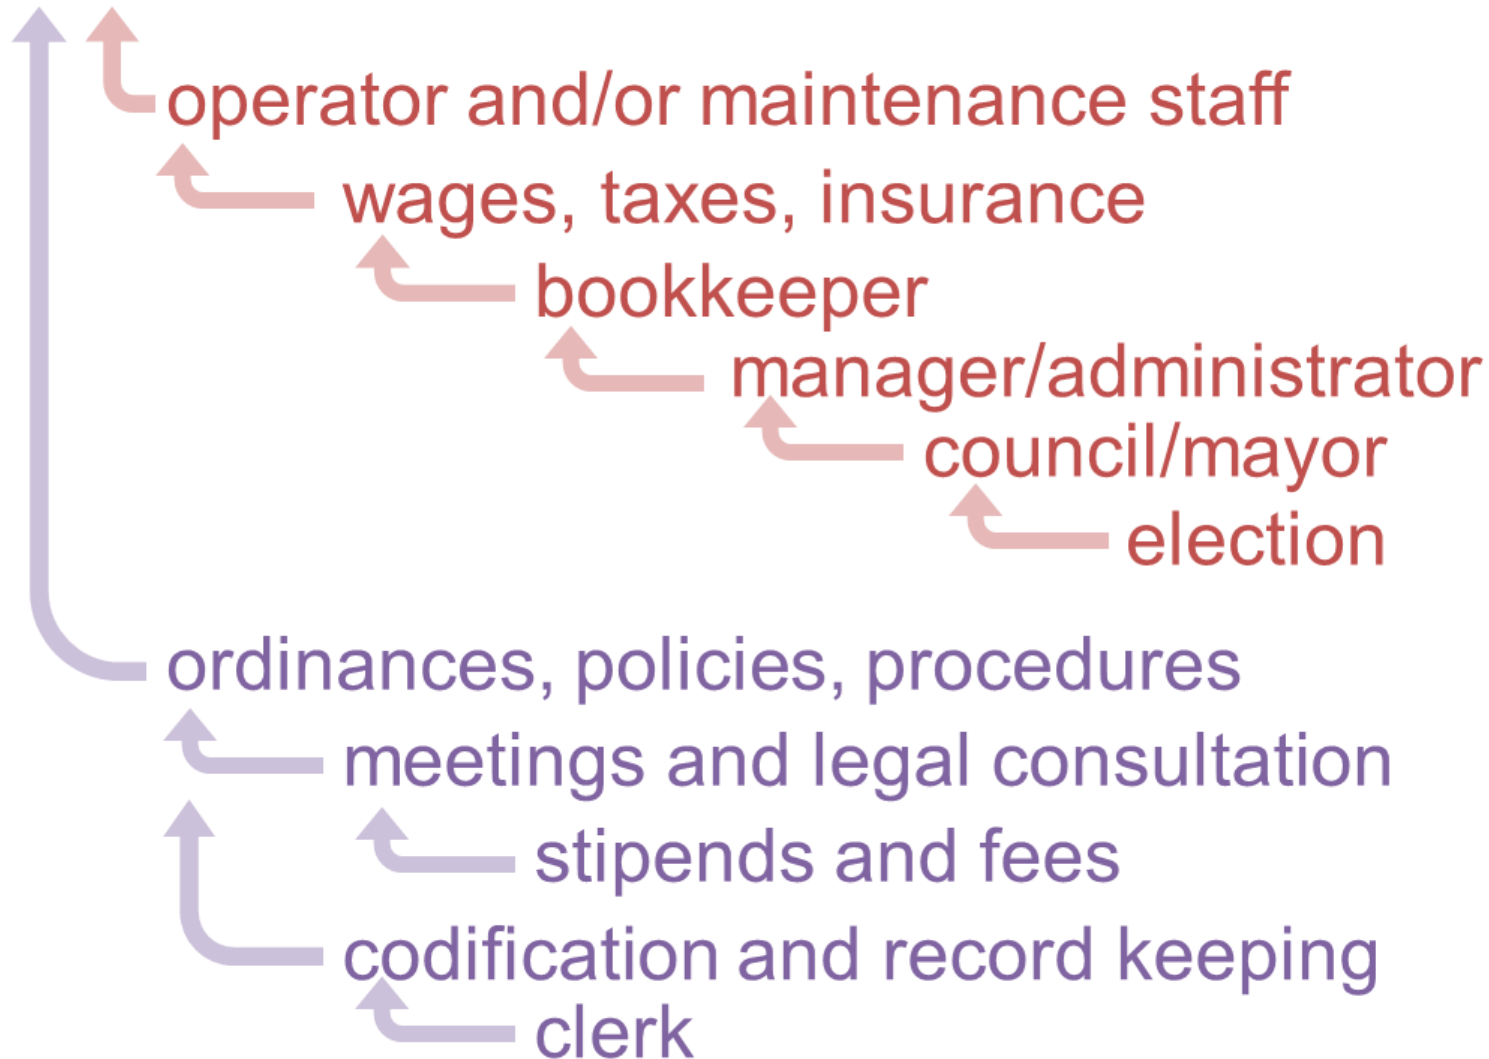 operator and/or maintenance staff
wages, taxes, insurance
bookkeeper
manager/administrator
council/mayor
election
ordinances, policies, procedures
meetings and legal consultation
stipends and fees
codification and record keeping
clerk